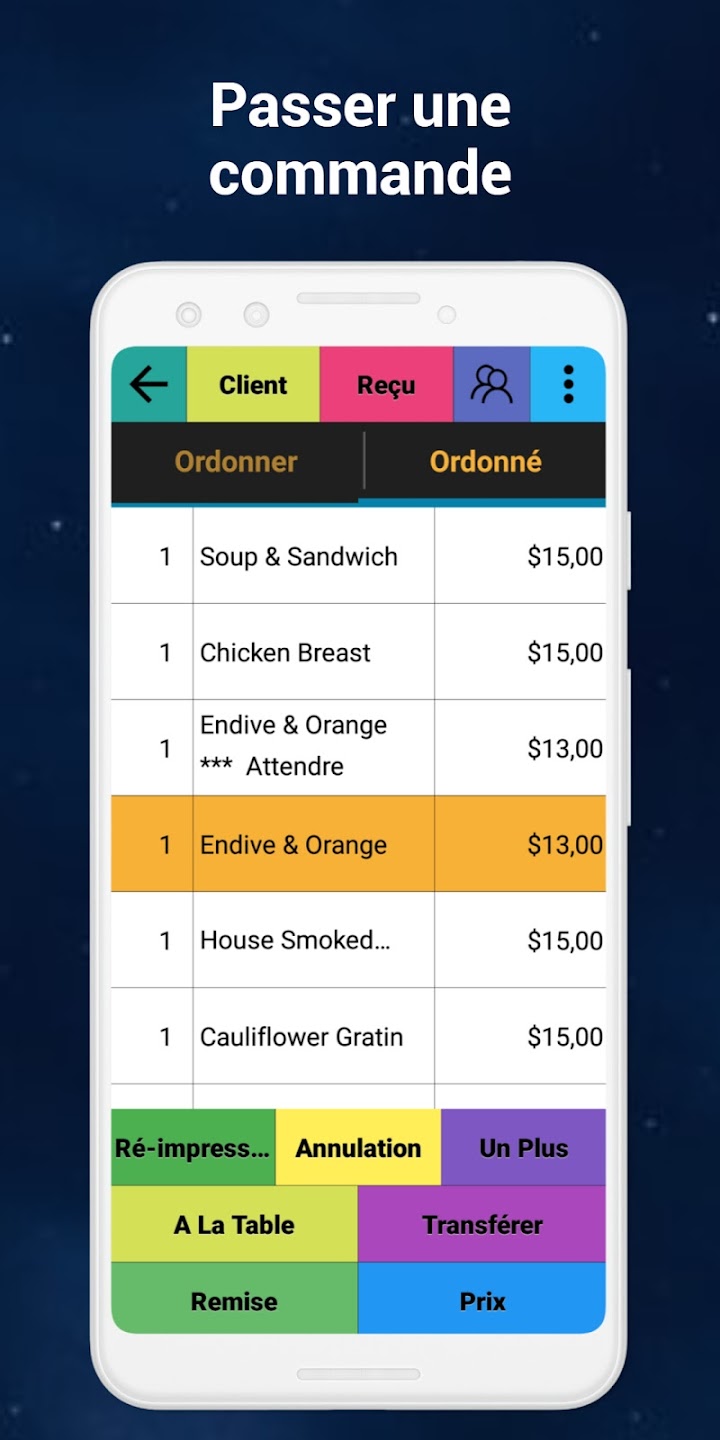 Passer une
commande
Client
Reçu
Ordonner
Ordonné
1 Soup & Sandwich $15,00
1 Chicken Breast $15,00
1 Endive & Orange $13,00
*** Attendre
1 Endive & Orange $13,00
1 House Smoked... $15,00
1 Cauliflower Gratin $15,00
Ré-impress...
Annulation
Un Plus
A La Table
Transférer
Remise
Prix